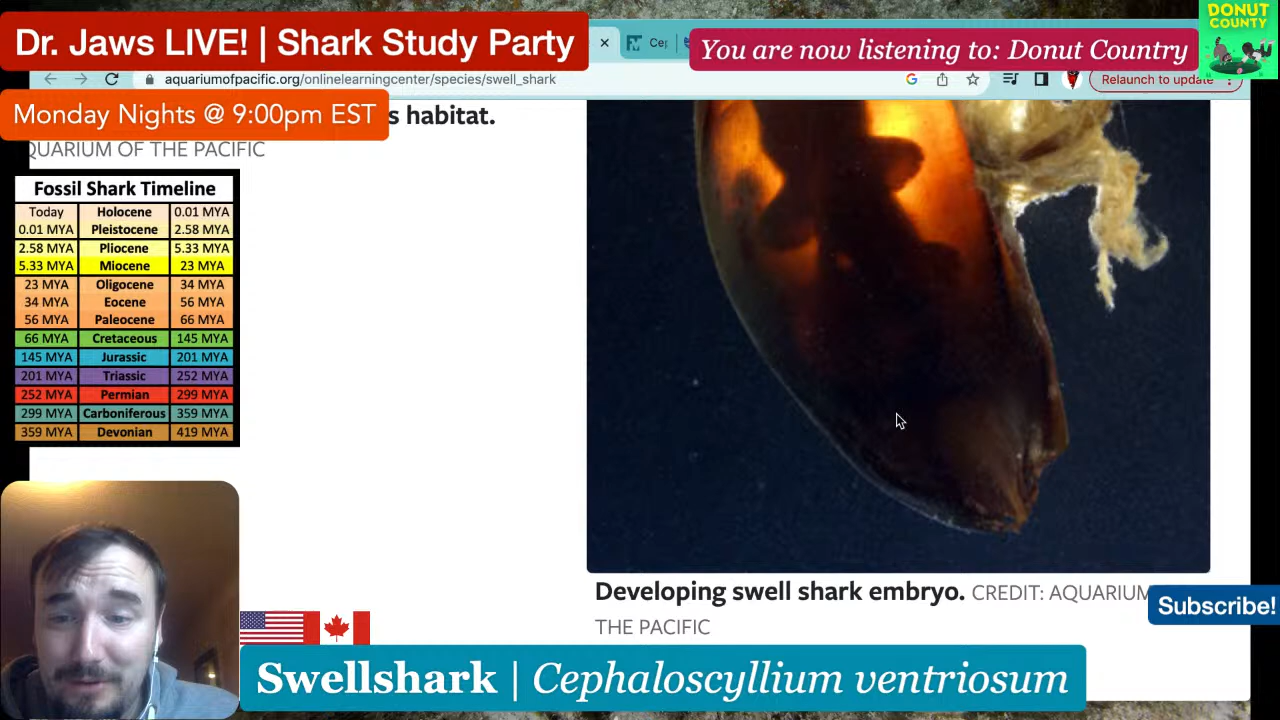 Dr. Jaws LIVE! | Shark Study Party
You are now listening to: Donut Country
DONUT
COUNTY
aquariumofpacific.org/onlinelearningcenter/species/swell_shark
Relaunch to update
Monday Nights @ 9:00pm EST
s habitat.
QUARIUM OF THE PACIFIC
Fossil Shark Timeline
Today Holocene 0.01 MYA
0.01 MYA Pleistocene 2.58 MYA
2.58 MYA Pliocene 5.33 MYA
5.33 MYA Miocene 23 MYA
23 MYA Oligocene 34 MYA
34 MYA Eocene 56 MYA
56 MYA Paleocene 66 MYA
66 MYA Cretaceous 145 MYA
145 MYA Jurassic 201 MYA
201 MYA Triassic 252 MYA
252 MYA Permian 299 MYA
299 MYA Carboniferous 359 MYA
359 MYA Devonian 419 MYA
Developing swell shark embryo. CREDIT: AQUARIUM
THE PACIFIC
Subscribe!
Swellshark | Cephaloscyllium ventriosum